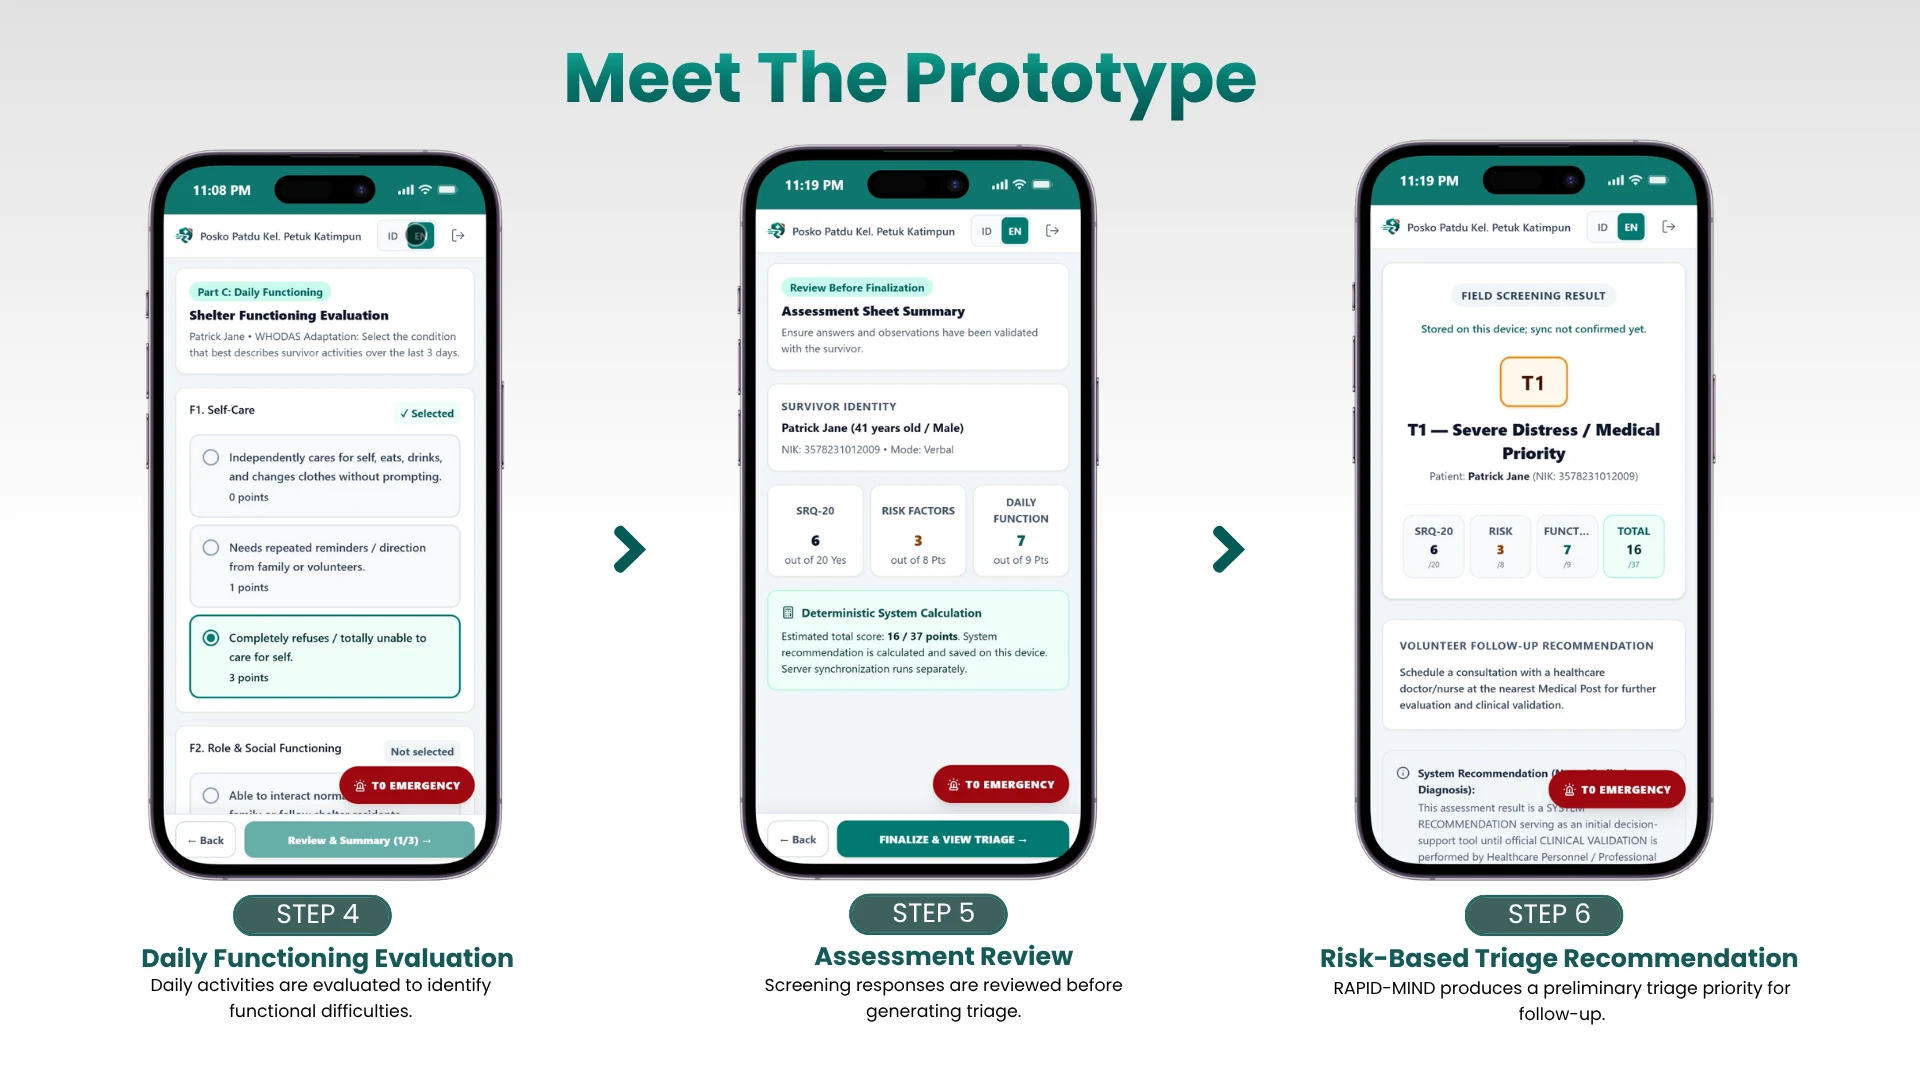 Meet The Prototype
11:08 PM
Posko Patdu Kel. Petuk Katimpun
ID
EN
Part C: Daily Functioning
Shelter Functioning Evaluation
Patrick Jane • WHODAS Adaptation: Select the condition
that best describes survivor activities over the last 3 days.
F1. Self-Care
✓ Selected
Independently cares for self, eats, drinks,
and changes clothes without prompting.
0 points
Needs repeated reminders / direction
from family or volunteers.
1 points
Completely refuses / totally unable to
care for self.
3 points
F2. Role & Social Functioning
Not selected
Able to interact
T0 EMERGENCY
← Back
Review & Summary (1/3) →
STEP 4
Daily Functioning Evaluation
Daily activities are evaluated to identify
functional difficulties.
11:19 PM
Posko Patdu Kel. Petuk Katimpun
ID
EN
Review Before Finalization
Assessment Sheet Summary
Ensure answers and observations have been validated
with the survivor.
SURVIVOR IDENTITY
Patrick Jane (41 years old / Male)
NIK: 3578231012009 • Mode: Verbal
SRQ-20
6
out of 20 Yes
RISK FACTORS
3
out of 8 Pts
DAILY
FUNCTION
7
out of 9 Pts
Deterministic System Calculation
Estimated total score: 16 / 37 points. System
recommendation is calculated and saved on this device.
Server synchronization runs separately.
T0 EMERGENCY
← Back
FINALIZE & VIEW TRIAGE →
STEP 5
Assessment Review
Screening responses are reviewed before
generating triage.
11:19 PM
Posko Patdu Kel. Petuk Katimpun
ID
EN
FIELD SCREENING RESULT
Stored on this device; sync not confirmed yet.
T1
T1 — Severe Distress / Medical
Priority
Patient: Patrick Jane (NIK: 3578231012009)
SRQ-20
6
/20
RISK
3
/8
FUNCT...
7
/9
TOTAL
16
/37
VOLUNTEER FOLLOW-UP RECOMMENDATION
Schedule a consultation with a healthcare
doctor/nurse at the nearest Medical Post for further
evaluation and clinical validation.
System Recommendation
Diagnosis):
T0 EMERGENCY
This assessment result is a SYSTEM
RECOMMENDATION serving as an initial decision-
support tool until official CLINICAL VALIDATION is
performed by Healthcare Personnel / Professional
STEP 6
Risk-Based Triage Recommendation
RAPID-MIND produces a preliminary triage priority for
follow-up.